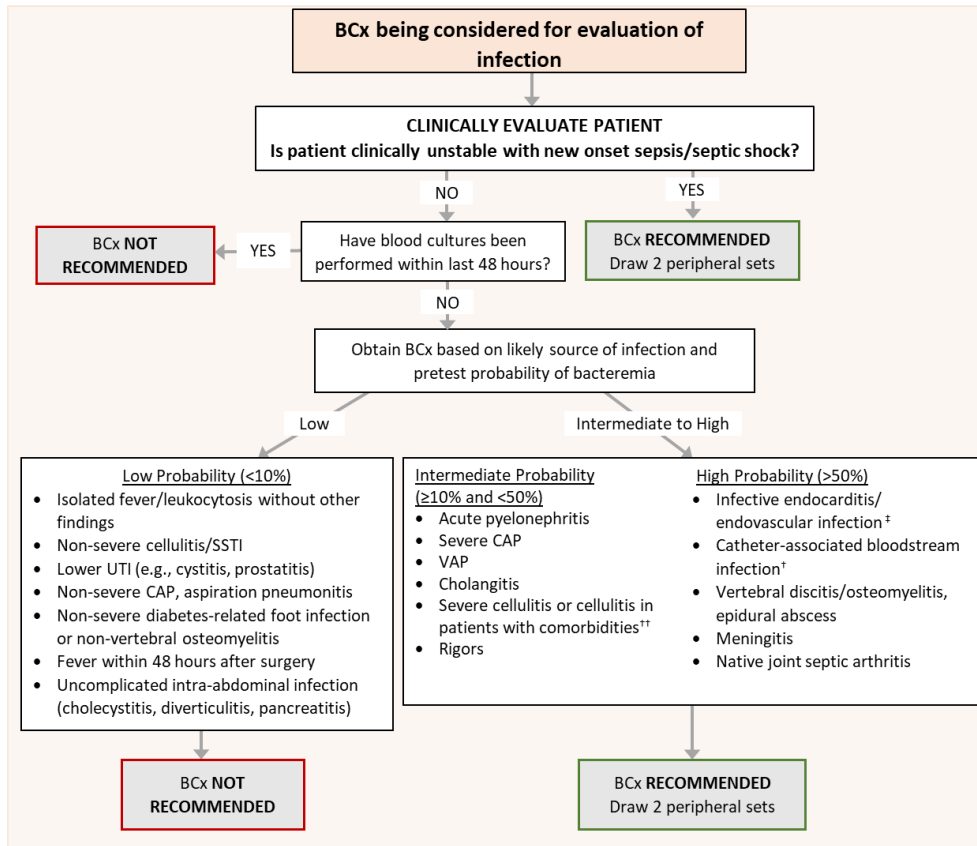 BCx being considered for evaluation of
infection
CLINICALLY EVALUATE PATIENT
Is patient clinically unstable with new onset sepsis/septic shock?
NO
YES
BCx NOT
RECOMMENDED
YES
Have blood cultures been
performed within last 48 hours?
BCx RECOMMENDED
Draw 2 peripheral sets
NO
Obtain BCx based on likely source of infection and
pretest probability of bacteremia
Low
Intermediate to High
Low Probability (<10%)
• Isolated fever/leukocytosis without other
findings
• Non-severe cellulitis/SSTI
• Lower UTI (e.g., cystitis, prostatitis)
• Non-severe CAP, aspiration pneumonitis
• Non-severe diabetes-related foot infection
or non-vertebral osteomyelitis
• Fever within 48 hours after surgery
• Uncomplicated intra-abdominal infection
(cholecystitis, diverticulitis, pancreatitis)
Intermediate Probability
(≥10% and <50%)
• Acute pyelonephritis
• Severe CAP
• VAP
• Cholangitis
• Severe cellulitis or cellulitis in
patients with comorbidities††
• Rigors
High Probability (>50%)
• Infective endocarditis/
endovascular infection ‡
• Catheter-associated bloodstream
infection†
• Vertebral discitis/osteomyelitis,
epidural abscess
• Meningitis
• Native joint septic arthritis
BCx NOT
RECOMMENDED
BCx RECOMMENDED
Draw 2 peripheral sets